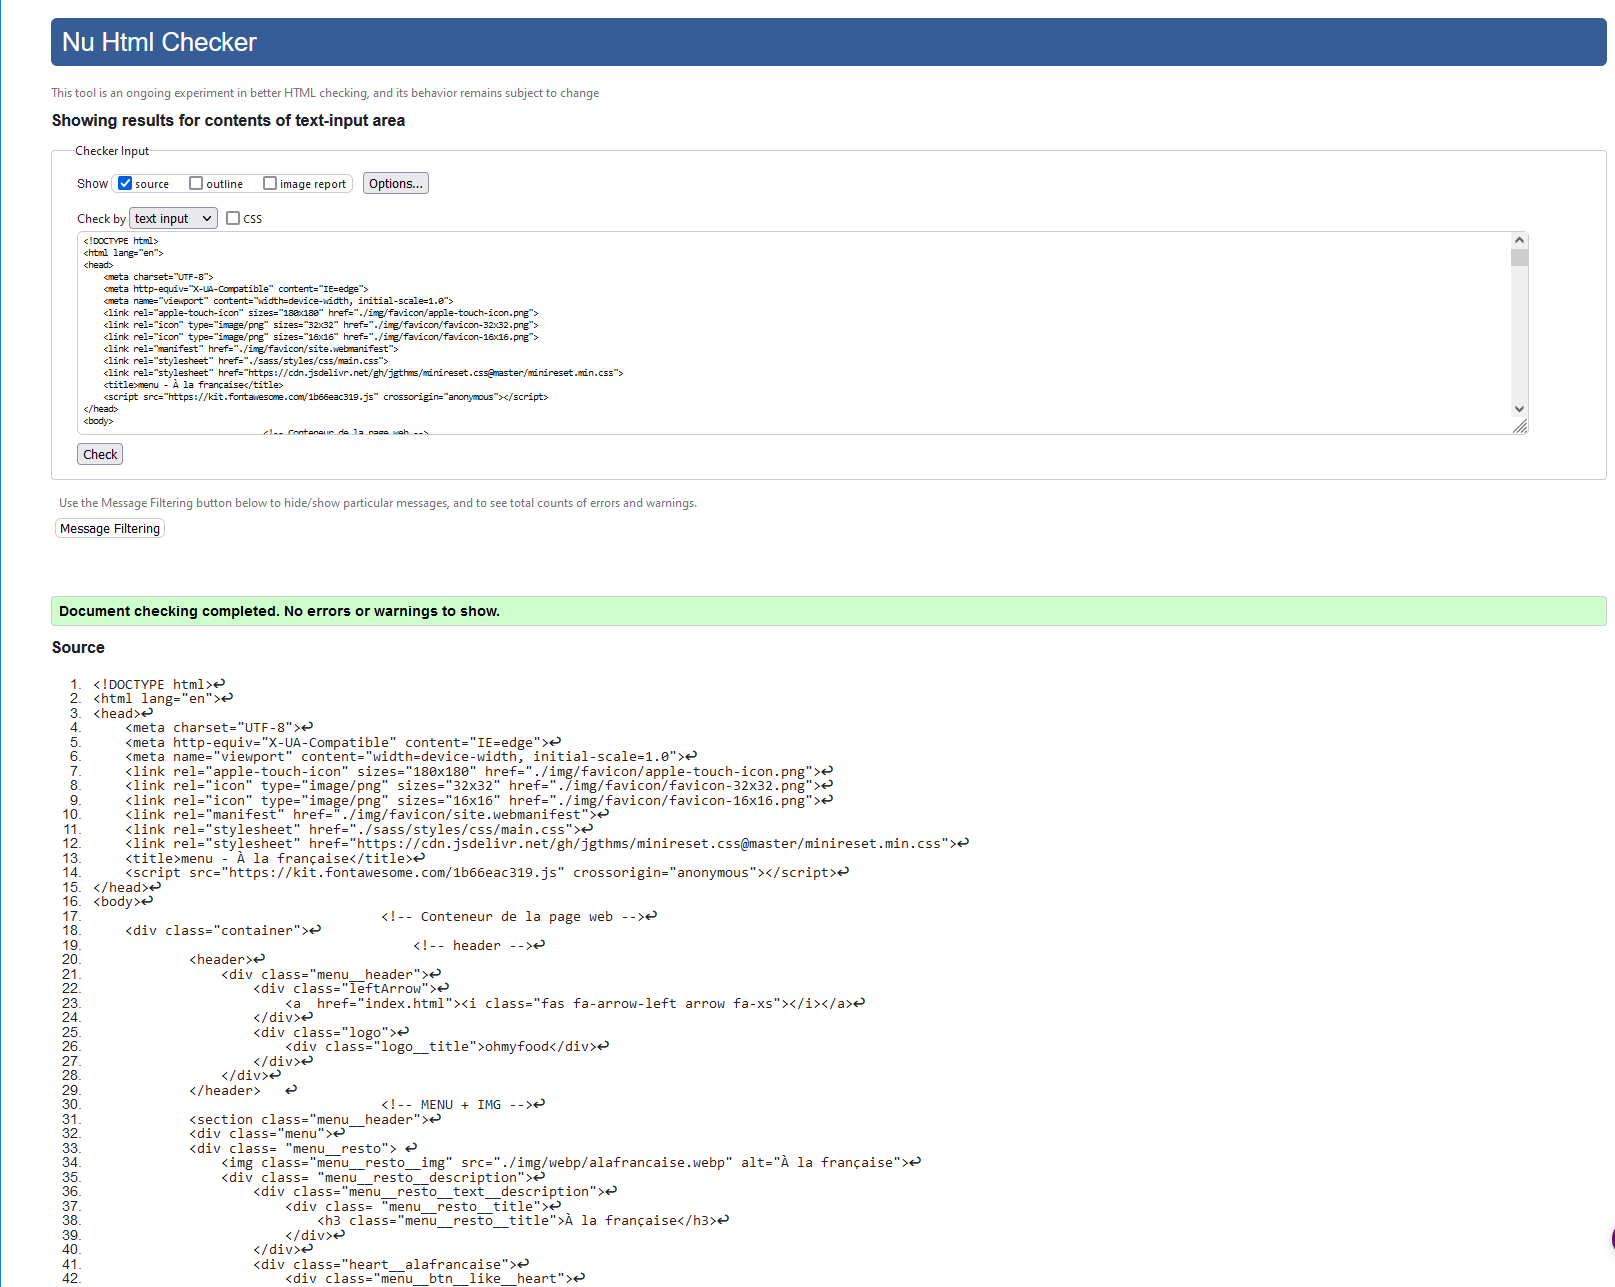 Nu Html Checker
This tool is an ongoing experiment in better HTML checking, and its behavior remains subject to change
Showing results for contents of text-input area
Checker Input
Show source outline image report Options...
Check by text input CSS
<!DOCTYPE html>
<html lang="en">
<head>
    <meta charset="UTF-8">
    <meta http-equiv="X-UA-Compatible" content="IE=edge">
    <meta name="viewport" content="width=device-width, initial-scale=1.0">
    <link rel="apple-touch-icon" sizes="180x180" href="./img/favicon/apple-touch-icon.png">
    <link rel="icon" type="image/png" sizes="32x32" href="./img/favicon/favicon-32x32.png">
    <link rel="icon" type="image/png" sizes="16x16" href="./img/favicon/favicon-16x16.png">
    <link rel="manifest" href="./img/favicon/site.webmanifest">
    <link rel="stylesheet" href="./sass/styles/css/main.css">
    <link rel="stylesheet" href="https://cdn.jsdelivr.net/gh/jgthms/minireset.css@master/minireset.min.css">
    <title>menu - À la française</title>
    <script src="https://kit.fontawesome.com/1b66eac319.js" crossorigin="anonymous"></script>
</head>
<body>
<!-- Conteneur de la page web -->
Check
Use the Message Filtering button below to hide/show particular messages, and to see total counts of errors and warnings.
Message Filtering
Document checking completed. No errors or warnings to show.
Source
1. <!DOCTYPE html>↩
2. <html lang="en">↩
3. <head>↩
4.     <meta charset="UTF-8">↩
5.     <meta http-equiv="X-UA-Compatible" content="IE=edge">↩
6.     <meta name="viewport" content="width=device-width, initial-scale=1.0">↩
7.     <link rel="apple-touch-icon" sizes="180x180" href="./img/favicon/apple-touch-icon.png">↩
8.     <link rel="icon" type="image/png" sizes="32x32" href="./img/favicon/favicon-32x32.png">↩
9.     <link rel="icon" type="image/png" sizes="16x16" href="./img/favicon/favicon-16x16.png">↩
10.     <link rel="manifest" href="./img/favicon/site.webmanifest">↩
11.     <link rel="stylesheet" href="./sass/styles/css/main.css">↩
12.     <link rel="stylesheet" href="https://cdn.jsdelivr.net/gh/jgthms/minireset.css@master/minireset.min.css">↩
13.     <title>menu - À la française</title>↩
14.     <script src="https://kit.fontawesome.com/1b66eac319.js" crossorigin="anonymous"></script>↩
15. </head>↩
16. <body>↩
17.                                     <!-- Conteneur de la page web -->↩
18.     <div class="container">↩
19.                                         <!-- header -->↩
20.             <header>↩
21.                 <div class="menu__header">↩
22.                     <div class="leftArrow">↩
23.                         <a  href="index.html"><i class="fas fa-arrow-left arrow fa-xs"></i></a>↩
24.                     </div>↩
25.                     <div class="logo">↩
26.                         <div class="logo__title">ohmyfood</div>↩
27.                     </div>↩
28.                 </div>↩
29.             </header>   ↩
30.                                     <!-- MENU + IMG -->↩
31.             <section class="menu__header">↩
32.             <div class="menu">↩
33.             <div class= "menu__resto"> ↩
34.                 <img class="menu__resto__img" src="./img/webp/alafrancaise.webp" alt="À la française">↩
35.                 <div class= "menu__resto__description">↩
36.                     <div class="menu__resto__text__description">↩
37.                         <div class= "menu__resto__title">↩
38.                             <h3 class="menu__resto__title">À la française</h3>↩
39.                         </div>↩
40.                     </div>↩
41.                     <div class="heart__alafrancaise">↩
42.                         <div class="menu__btn__like__heart">↩